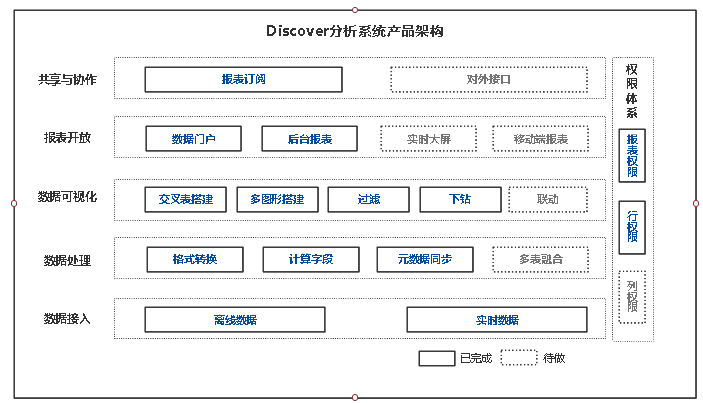 Discover分析系统产品架构
共享与协作
报表订阅
对外接口
报表开放
数据门户
后台报表
实时大屏
移动端报表
数据可视化
交叉表搭建
多图形搭建
过滤
下钻
联动
数据处理
格式转换
计算字段
元数据同步
多表融合
数据接入
离线数据
实时数据
权限体系
报表权限
行权限
列权限
已完成
待做